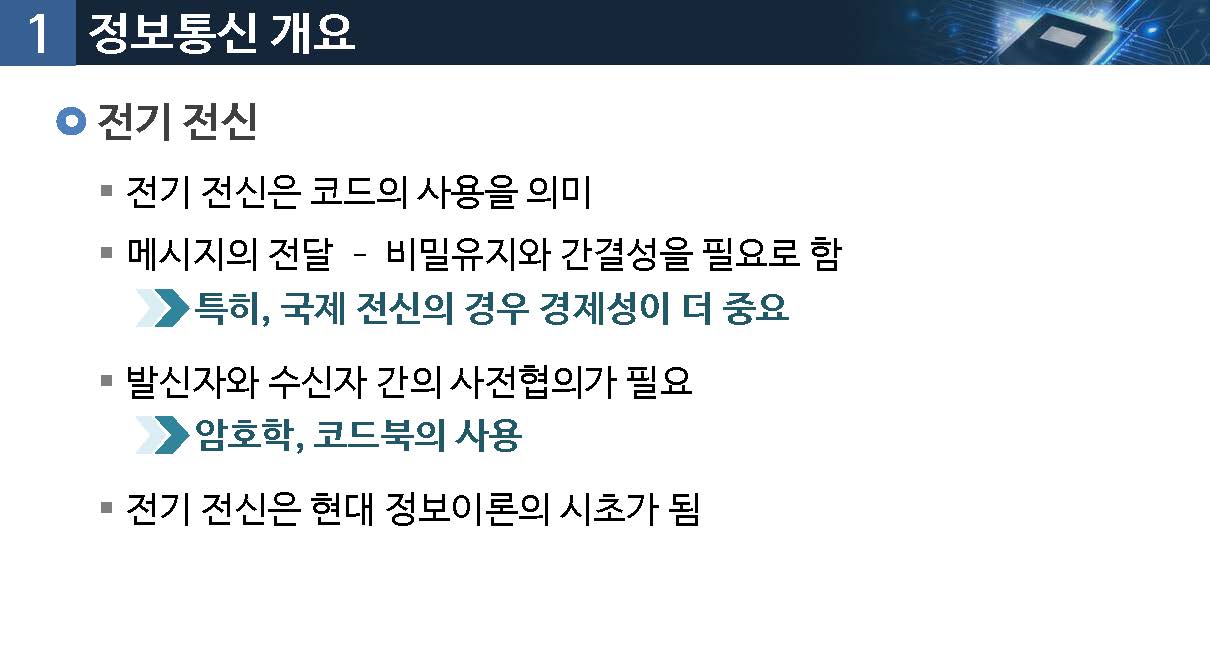 1 정보통신 개요
전기 전신
전기 전신은 코드의 사용을 의미
메시지의 전달 - 비밀유지와 간결성을 필요로 함
특히, 국제 전신의 경우 경제성이 더 중요
발신자와 수신자 간의 사전협의가 필요
암호학, 코드북의 사용
전기 전신은 현대 정보이론의 시초가 됨